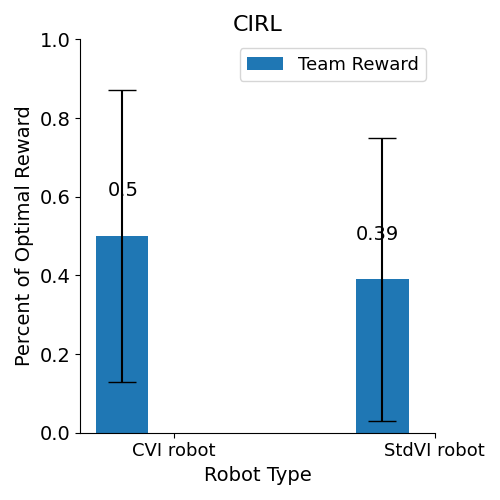 CIRL
Team Reward
Percent of Optimal Reward
1.0
0.8
0.6
0.4
0.2
0.0
0.5
0.39
CVI robot
StdVI robot
Robot Type